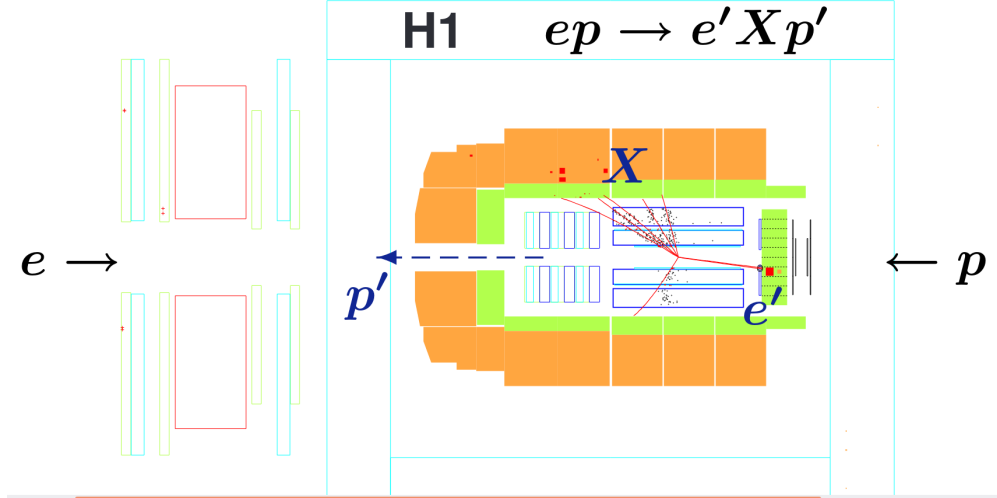 H1 ep → e′Xp′
X
e → ← p
p′
e′